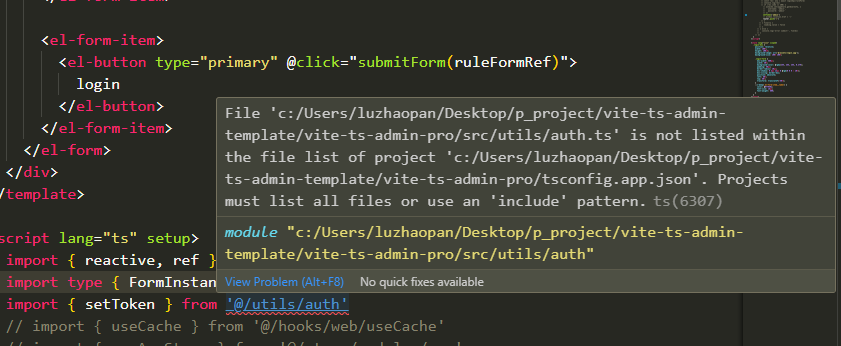 <el-form-item>
<el-button type="primary" @click="submitForm(ruleFormRef)">
login
</el-button>
</el-form-item>
</el-form>
</div>
/template>
script lang="ts" setup>
import { reactive, ref }
import type { FormInstan
import { setToken } from '@/utils/auth'
// import { useCache } from '@/hooks/web/useCache'
File 'c:/Users/luzhaopan/Desktop/p_project/vite-ts-admin-
template/vite-ts-admin-pro/src/utils/auth.ts' is not listed within
the file list of project 'c:/Users/luzhaopan/Desktop/p_project/vite-
ts-admin-template/vite-ts-admin-pro/tsconfig.app.json'. Projects
must list all files or use an 'include' pattern. ts(6307)
module "c:/Users/luzhaopan/Desktop/p_project/vite-ts-admin-
template/vite-ts-admin-pro/src/utils/auth"
View Problem (Alt+F8) No quick fixes available